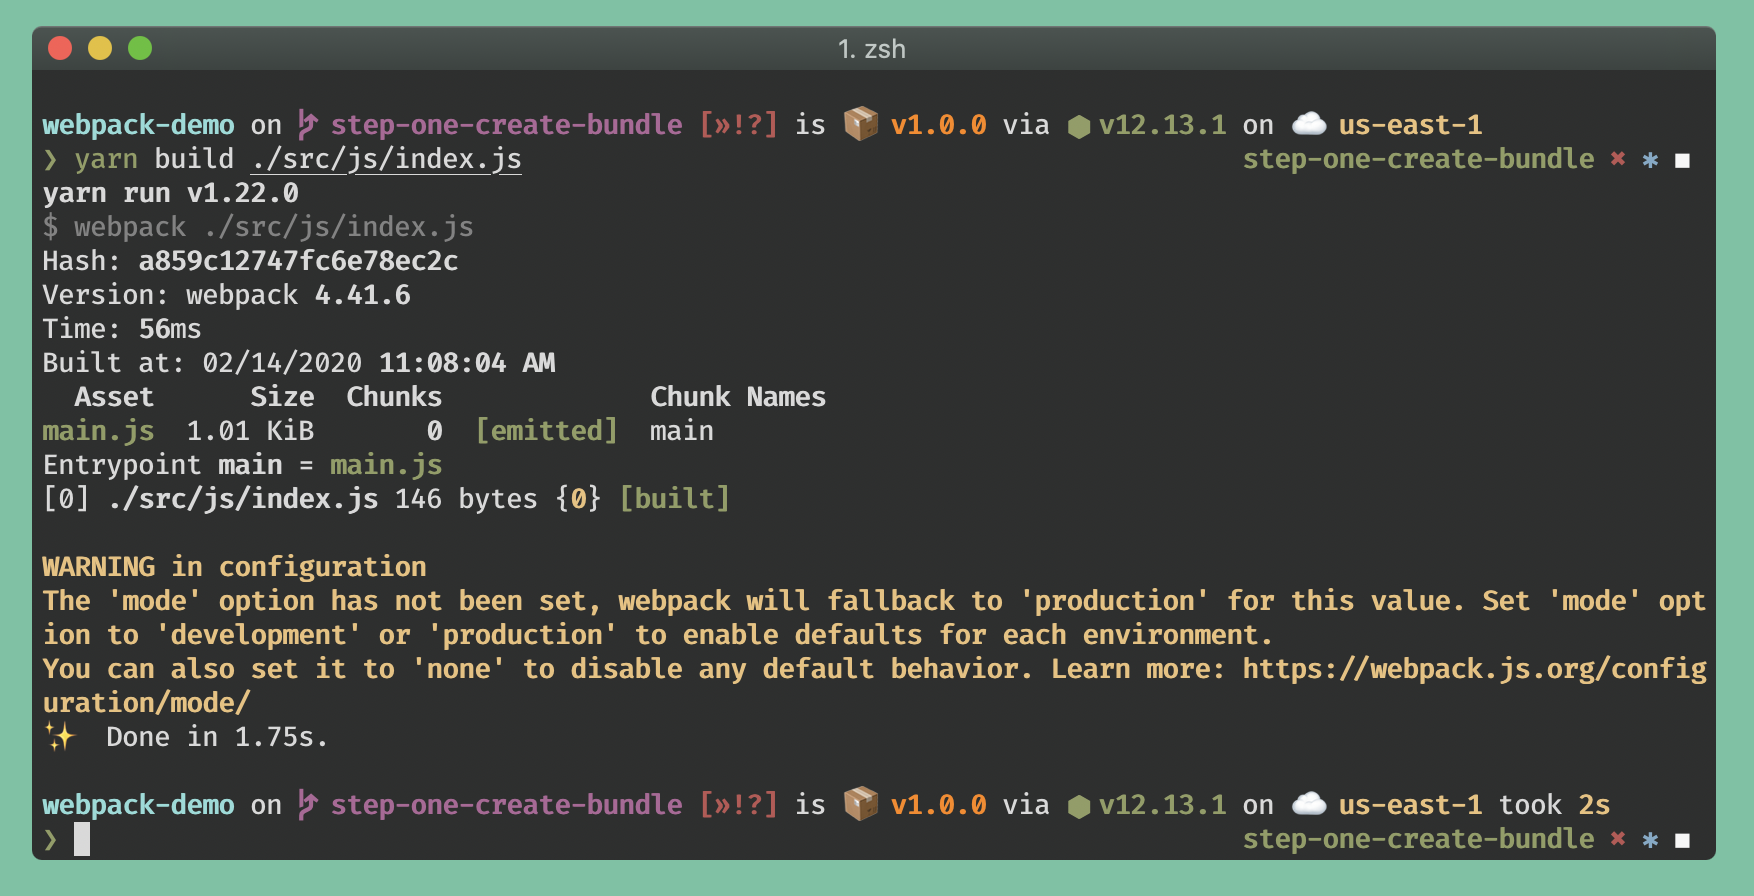 1. zsh
webpack-demo on step-one-create-bundle [»!?] is 📦 v1.0.0 via ⬢ v12.13.1 on ☁️ us-east-1
❯ yarn build ./src/js/index.js step-one-create-bundle ✖ ✱ ◼
yarn run v1.22.0
$ webpack ./src/js/index.js
Hash: a859c12747fc6e78ec2c
Version: webpack 4.41.6
Time: 56ms
Built at: 02/14/2020 11:08:04 AM
Asset Size Chunks Chunk Names
main.js 1.01 KiB 0 [emitted] main
Entrypoint main = main.js
[0] ./src/js/index.js 146 bytes {0} [built]
WARNING in configuration
The 'mode' option has not been set, webpack will fallback to 'production' for this value. Set 'mode' opt
ion to 'development' or 'production' to enable defaults for each environment.
You can also set it to 'none' to disable any default behavior. Learn more: https://webpack.js.org/config
uration/mode/
✨ Done in 1.75s.
webpack-demo on step-one-create-bundle [»!?] is 📦 v1.0.0 via ⬢ v12.13.1 on ☁️ us-east-1 took 2s
❯ step-one-create-bundle ✖ ✱ ◼